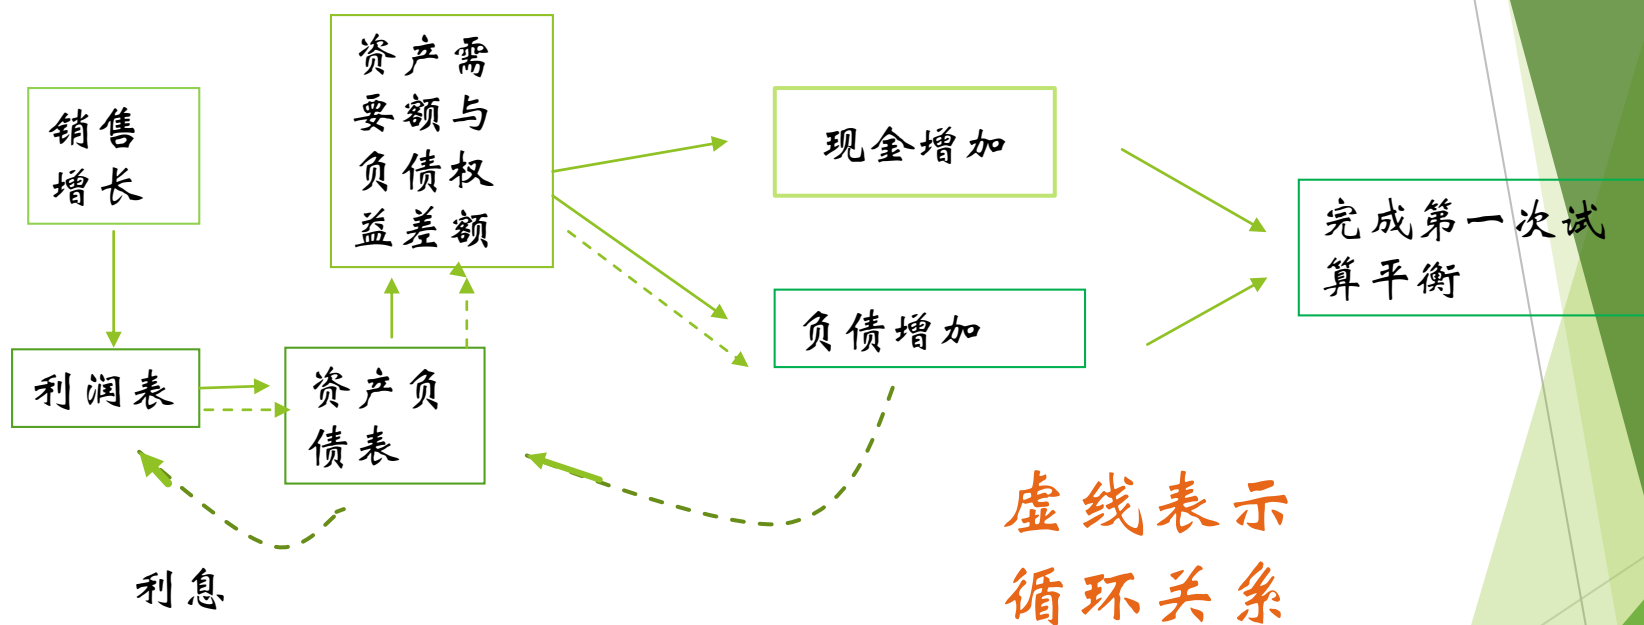 销售
增长
资产需
要额与
负债权
益差额
现金增加
完成第一次试
算平衡
负债增加
利润表
资产负
债表
利息
虚线表示
循环关系